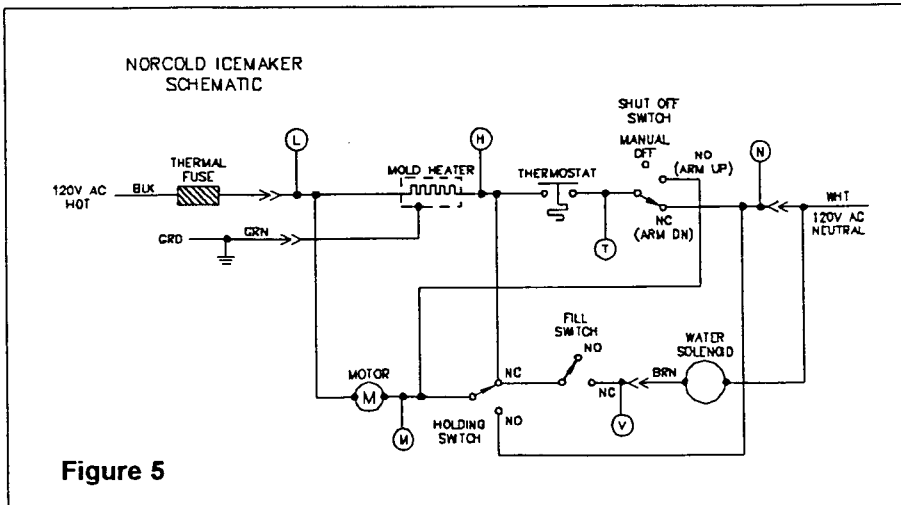 NORCOLD ICEMAKER
SCHEMATIC
SHUT OFF
SWITCH
MANUAL
OFF
NO
(ARM UP)
L
H
N
THERMAL
FUSE
MOLD HEATER
THERMOSTAT
120V AC
HOT
BLK
WHT
120V AC
NEUTRAL
GRD
GRN
NC
(ARM DN)
T
FILL
SWITCH
NO
WATER
SOLENOID
MOTOR
M
NC
NC
BRN
M
HOLDING
SWITCH
NO
V
Figure 5